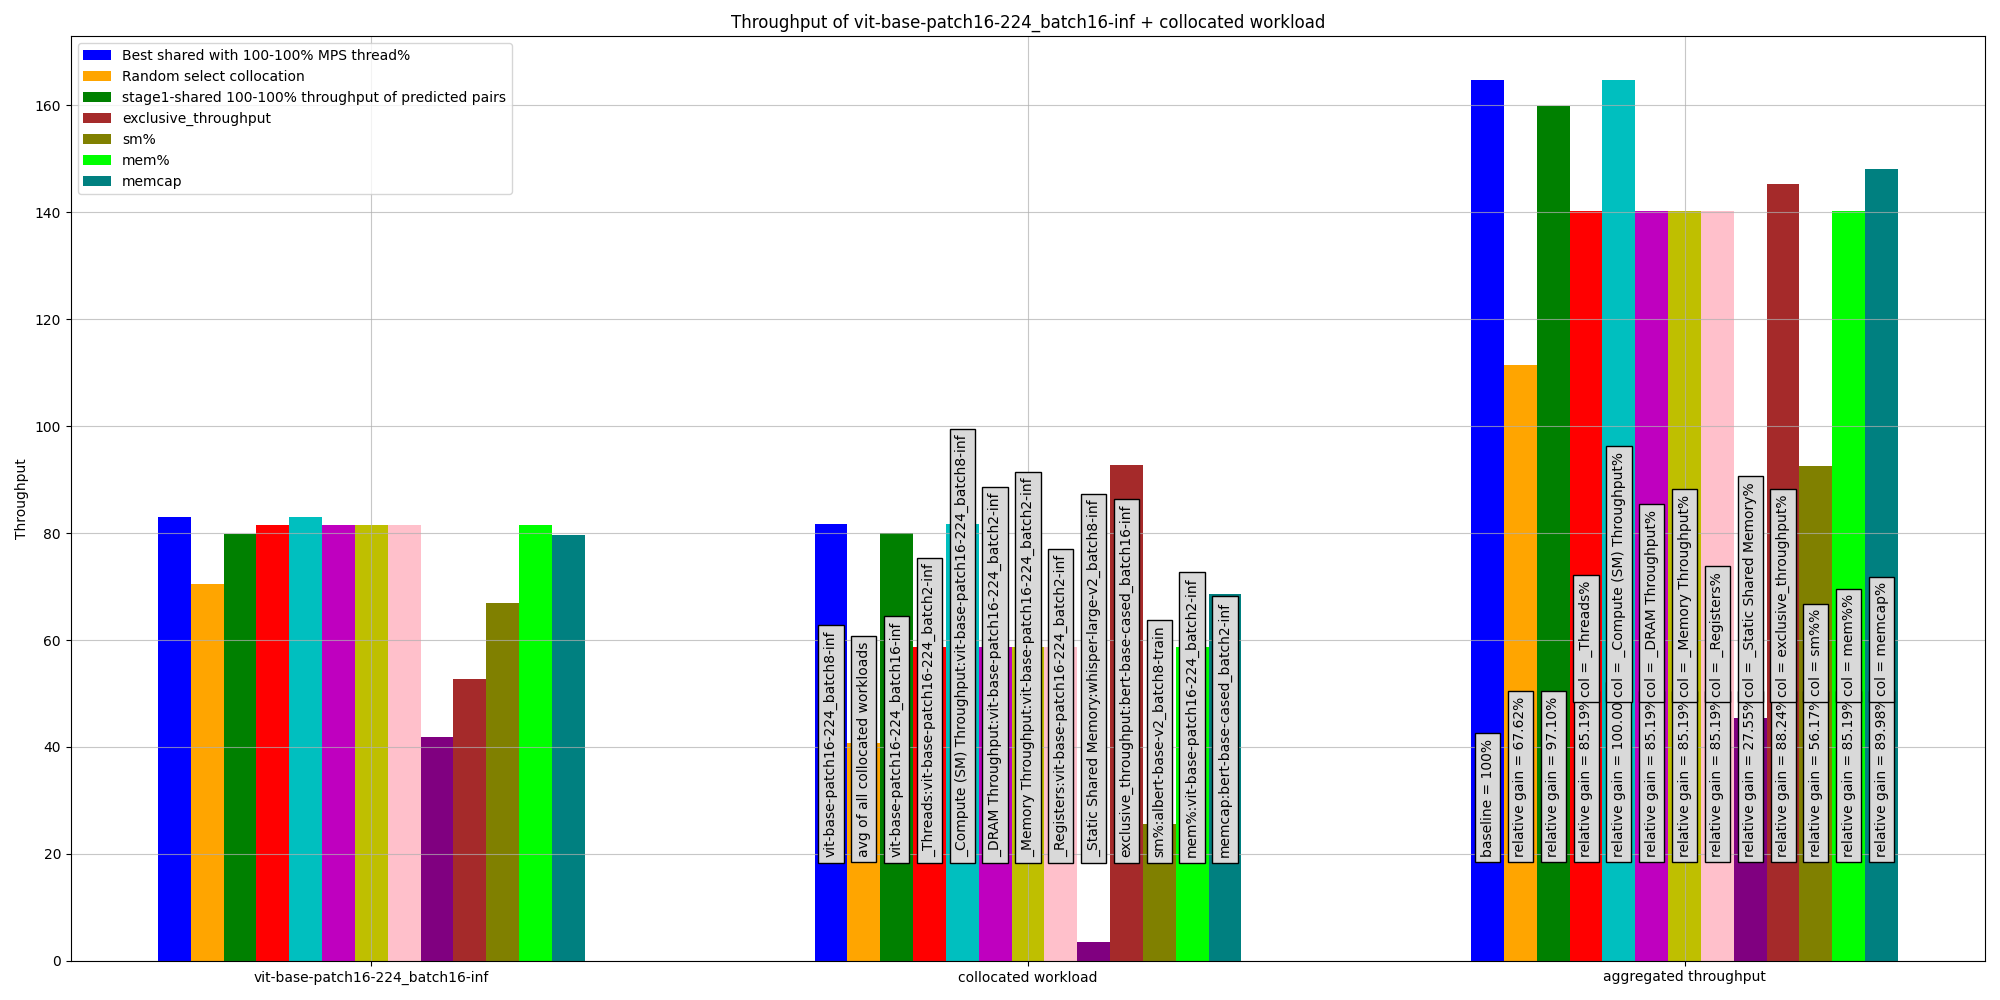 Throughput of vit-base-patch16-224_batch16-inf + collocated workload
Best shared with 100-100% MPS thread%
Random select collocation
stage1-shared 100-100% throughput of predicted pairs
exclusive_throughput
sm%
mem%
memcap
Throughput
160
140
120
100
80
60
40
20
0
vit-base-patch16-224_batch8-inf
avg of all collocated workloads
vit-base-patch16-224_batch16-inf
_Threads:vit-base-patch16-224_batch2-inf
_Compute (SM) Throughput:vit-base-patch16-224_batch8-inf
_DRAM Throughput:vit-base-patch16-224_batch2-inf
_Memory Throughput:vit-base-patch16-224_batch2-inf
_Registers:vit-base-patch16-224_batch2-inf
_Static Shared Memory:whisper-large-v2_batch8-inf
exclusive_throughput:bert-base-cased_batch16-inf
sm%:albert-base-v2_batch8-train
mem%:vit-base-patch16-224_batch2-inf
memcap:bert-base-cased_batch2-inf
baseline = 100%
relative gain = 67.62%
relative gain = 97.10%
relative gain = 85.19%
col = _Threads%
relative gain = 100.00
col = _Compute (SM) Throughput%
relative gain = 85.19%
col = _DRAM Throughput%
relative gain = 85.19%
col = _Memory Throughput%
relative gain = 85.19%
col = _Registers%
relative gain = 27.55%
col = _Static Shared Memory%
relative gain = 88.24%
col = exclusive_throughput%
relative gain = 56.17%
col = sm%%
relative gain = 85.19%
col = mem%%
relative gain = 89.98%
col = memcap%
vit-base-patch16-224_batch16-inf
collocated workload
aggregated throughput